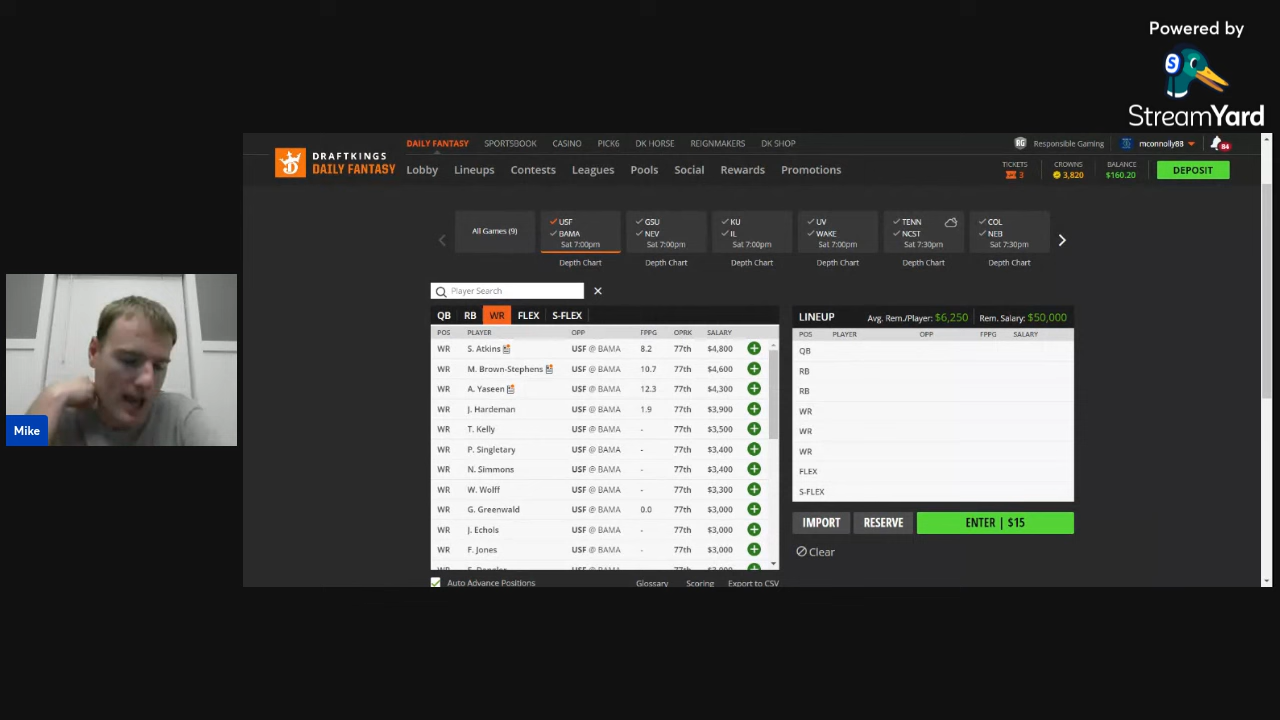 Powered by
S
StreamYard
DAILY FANTASY SPORTSBOOK CASINO PICK6 DK HORSE REIGNMAKERS DK SHOP
RG Responsible Gaming mconnolly88 84
DRAFTKINGS
DAILY FANTASY
Lobby Lineups Contests Leagues Pools Social Rewards Promotions
TICKETS CROWNS BALANCE
3 3,820 $160.20
DEPOSIT
All Games (9)
USF GSU KU UV TENN COL
BAMA NEV IL WAKE NCST NEB
Sat 7:00pm Sat 7:00pm Sat 7:00pm Sat 7:00pm Sat 7:30pm Sat 7:30pm
Depth Chart Depth Chart Depth Chart Depth Chart Depth Chart Depth Chart
Player Search
QB RB WR FLEX S-FLEX
POS PLAYER OPP FPPG OPRK SALARY
WR S. Atkins USF @ BAMA 8.2 77th $4,800
WR M. Brown-Stephens USF @ BAMA 10.7 77th $4,600
WR A. Yaseen USF @ BAMA 12.3 77th $4,300
WR J. Hardeman USF @ BAMA 1.9 77th $3,900
WR T. Kelly USF @ BAMA - 77th $3,500
WR P. Singletary USF @ BAMA - 77th $3,400
WR N. Simmons USF @ BAMA - 77th $3,400
WR W. Wolff USF @ BAMA - 77th $3,300
WR G. Greenwald USF @ BAMA 0.0 77th $3,000
WR J. Echols USF @ BAMA - 77th $3,000
WR F. Jones USF @ BAMA - 77th $3,000
Auto Advance Positions Glossary Scoring Export to CSV
LINEUP Avg. Rem./Player: $6,250 Rem. Salary: $50,000
POS PLAYER OPP FPPG SALARY
QB
RB
RB
WR
WR
WR
FLEX
S-FLEX
IMPORT RESERVE ENTER | $15
Clear
Mike